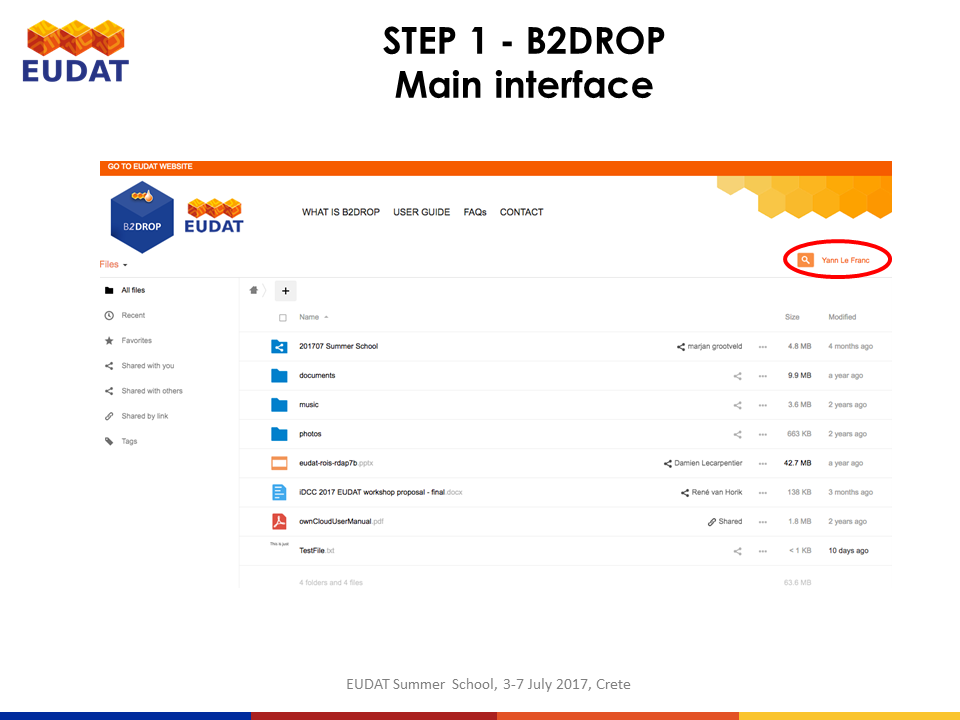 EUDAT
STEP 1 - B2DROP
Main interface
GO TO EUDAT WEBSITE
B2DROP
EUDAT
WHAT IS B2DROP USER GUIDE FAQs CONTACT
Files
Yann Le Franc
All files
Recent
Favorites
Shared with you
Shared with others
Shared by link
Tags
+
Name Size Modified
201707 Summer School marjan grootveld ••• 4.8 MB 4 months ago
documents ••• 9.9 MB a year ago
music ••• 3.6 MB 2 years ago
photos ••• 663 KB 2 years ago
eudat-rois-rdap7b.pptx Damien Lecarpentier ••• 42.7 MB a year ago
iDCC 2017 EUDAT workshop proposal - final.docx René van Horik ••• 138 KB 3 months ago
ownCloudUserManual.pdf Shared ••• 1.8 MB 2 years ago
This is just
TestFile.txt ••• < 1 KB 10 days ago
4 folders and 4 files 63.6 MB
EUDAT Summer School, 3-7 July 2017, Crete